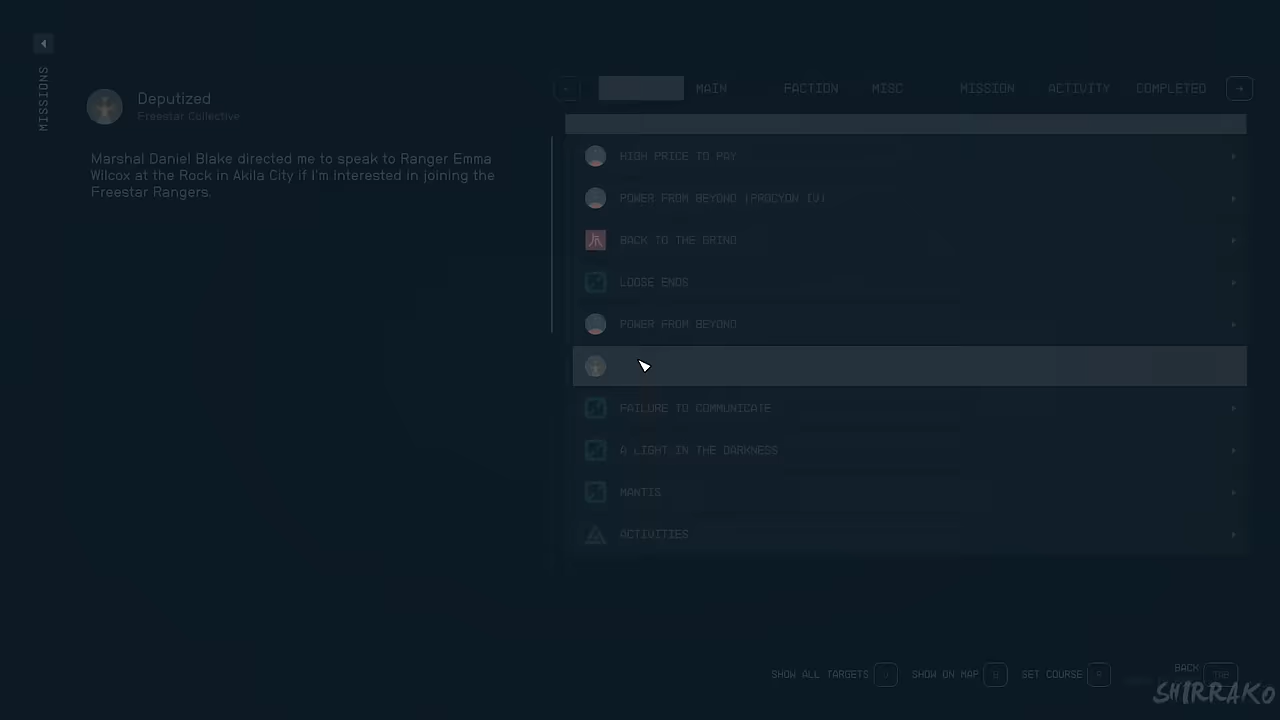 MISSIONS
Deputized
Freestar Collective
Marshal Daniel Blake directed me to speak to Ranger Emma
Wilcox at the Rock in Akila City if I'm interested in joining the
Freestar Rangers.
MAIN FACTION MISC MISSION ACTIVITY COMPLETED
HIGH PRICE TO PAY
POWER FROM BEYOND (PROCYON IV)
BACK TO THE GRIND
LOOSE ENDS
POWER FROM BEYOND
FAILURE TO COMMUNICATE
A LIGHT IN THE DARKNESS
MANTIS
ACTIVITIES
SHOW ALL TARGETS SHOW ON MAP SET COURSE R BACK TAB
SHIRRAKO